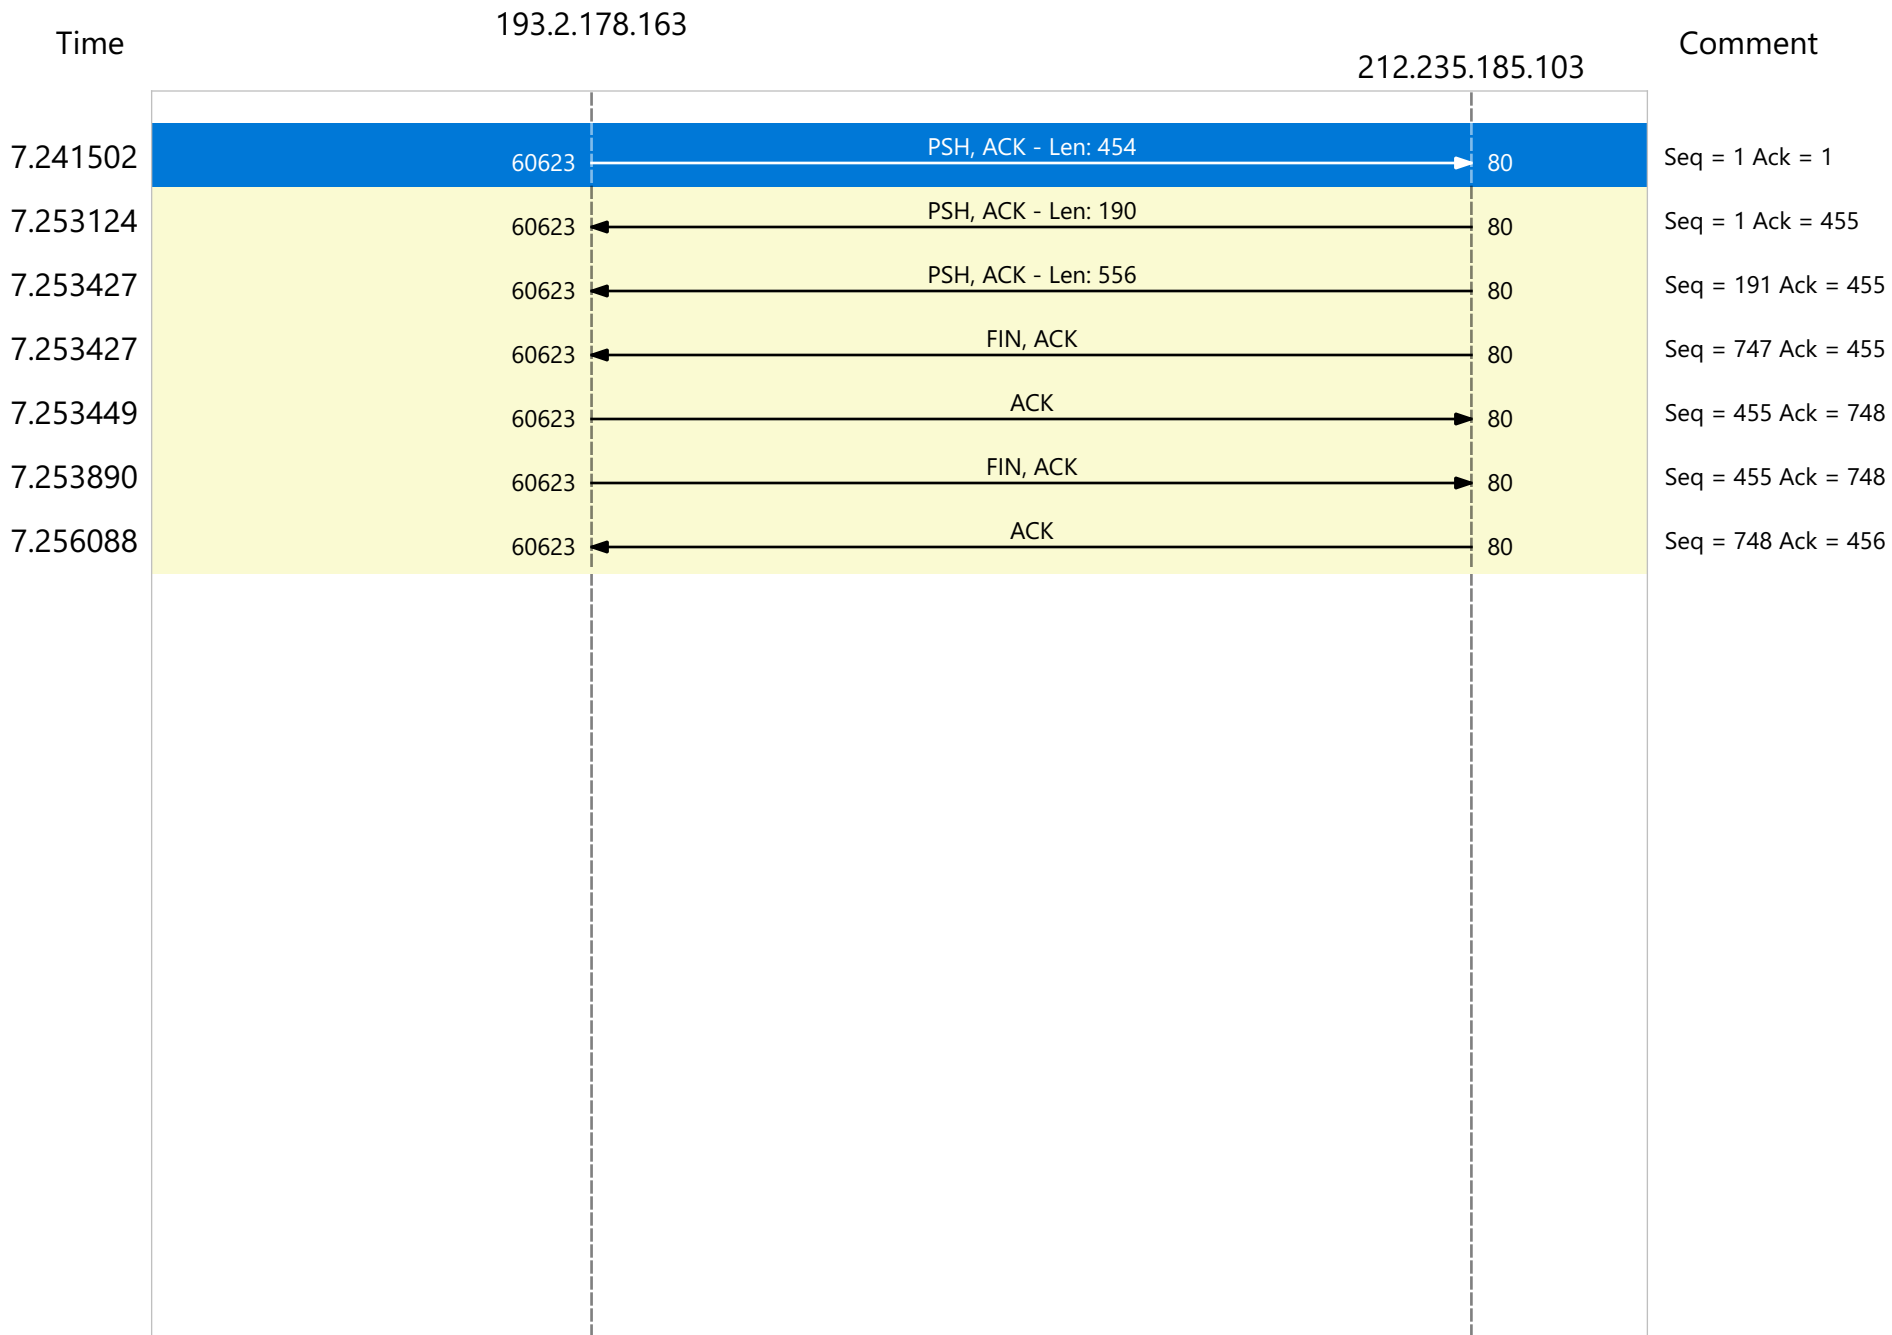 Time 193.2.178.163 212.235.185.103 Comment
7.241502 60623 PSH, ACK - Len: 454 80 Seq = 1 Ack = 1
7.253124 60623 PSH, ACK - Len: 190 80 Seq = 1 Ack = 455
7.253427 60623 PSH, ACK - Len: 556 80 Seq = 191 Ack = 455
7.253427 60623 FIN, ACK 80 Seq = 747 Ack = 455
7.253449 60623 ACK 80 Seq = 455 Ack = 748
7.253890 60623 FIN, ACK 80 Seq = 455 Ack = 748
7.256088 60623 ACK 80 Seq = 748 Ack = 456